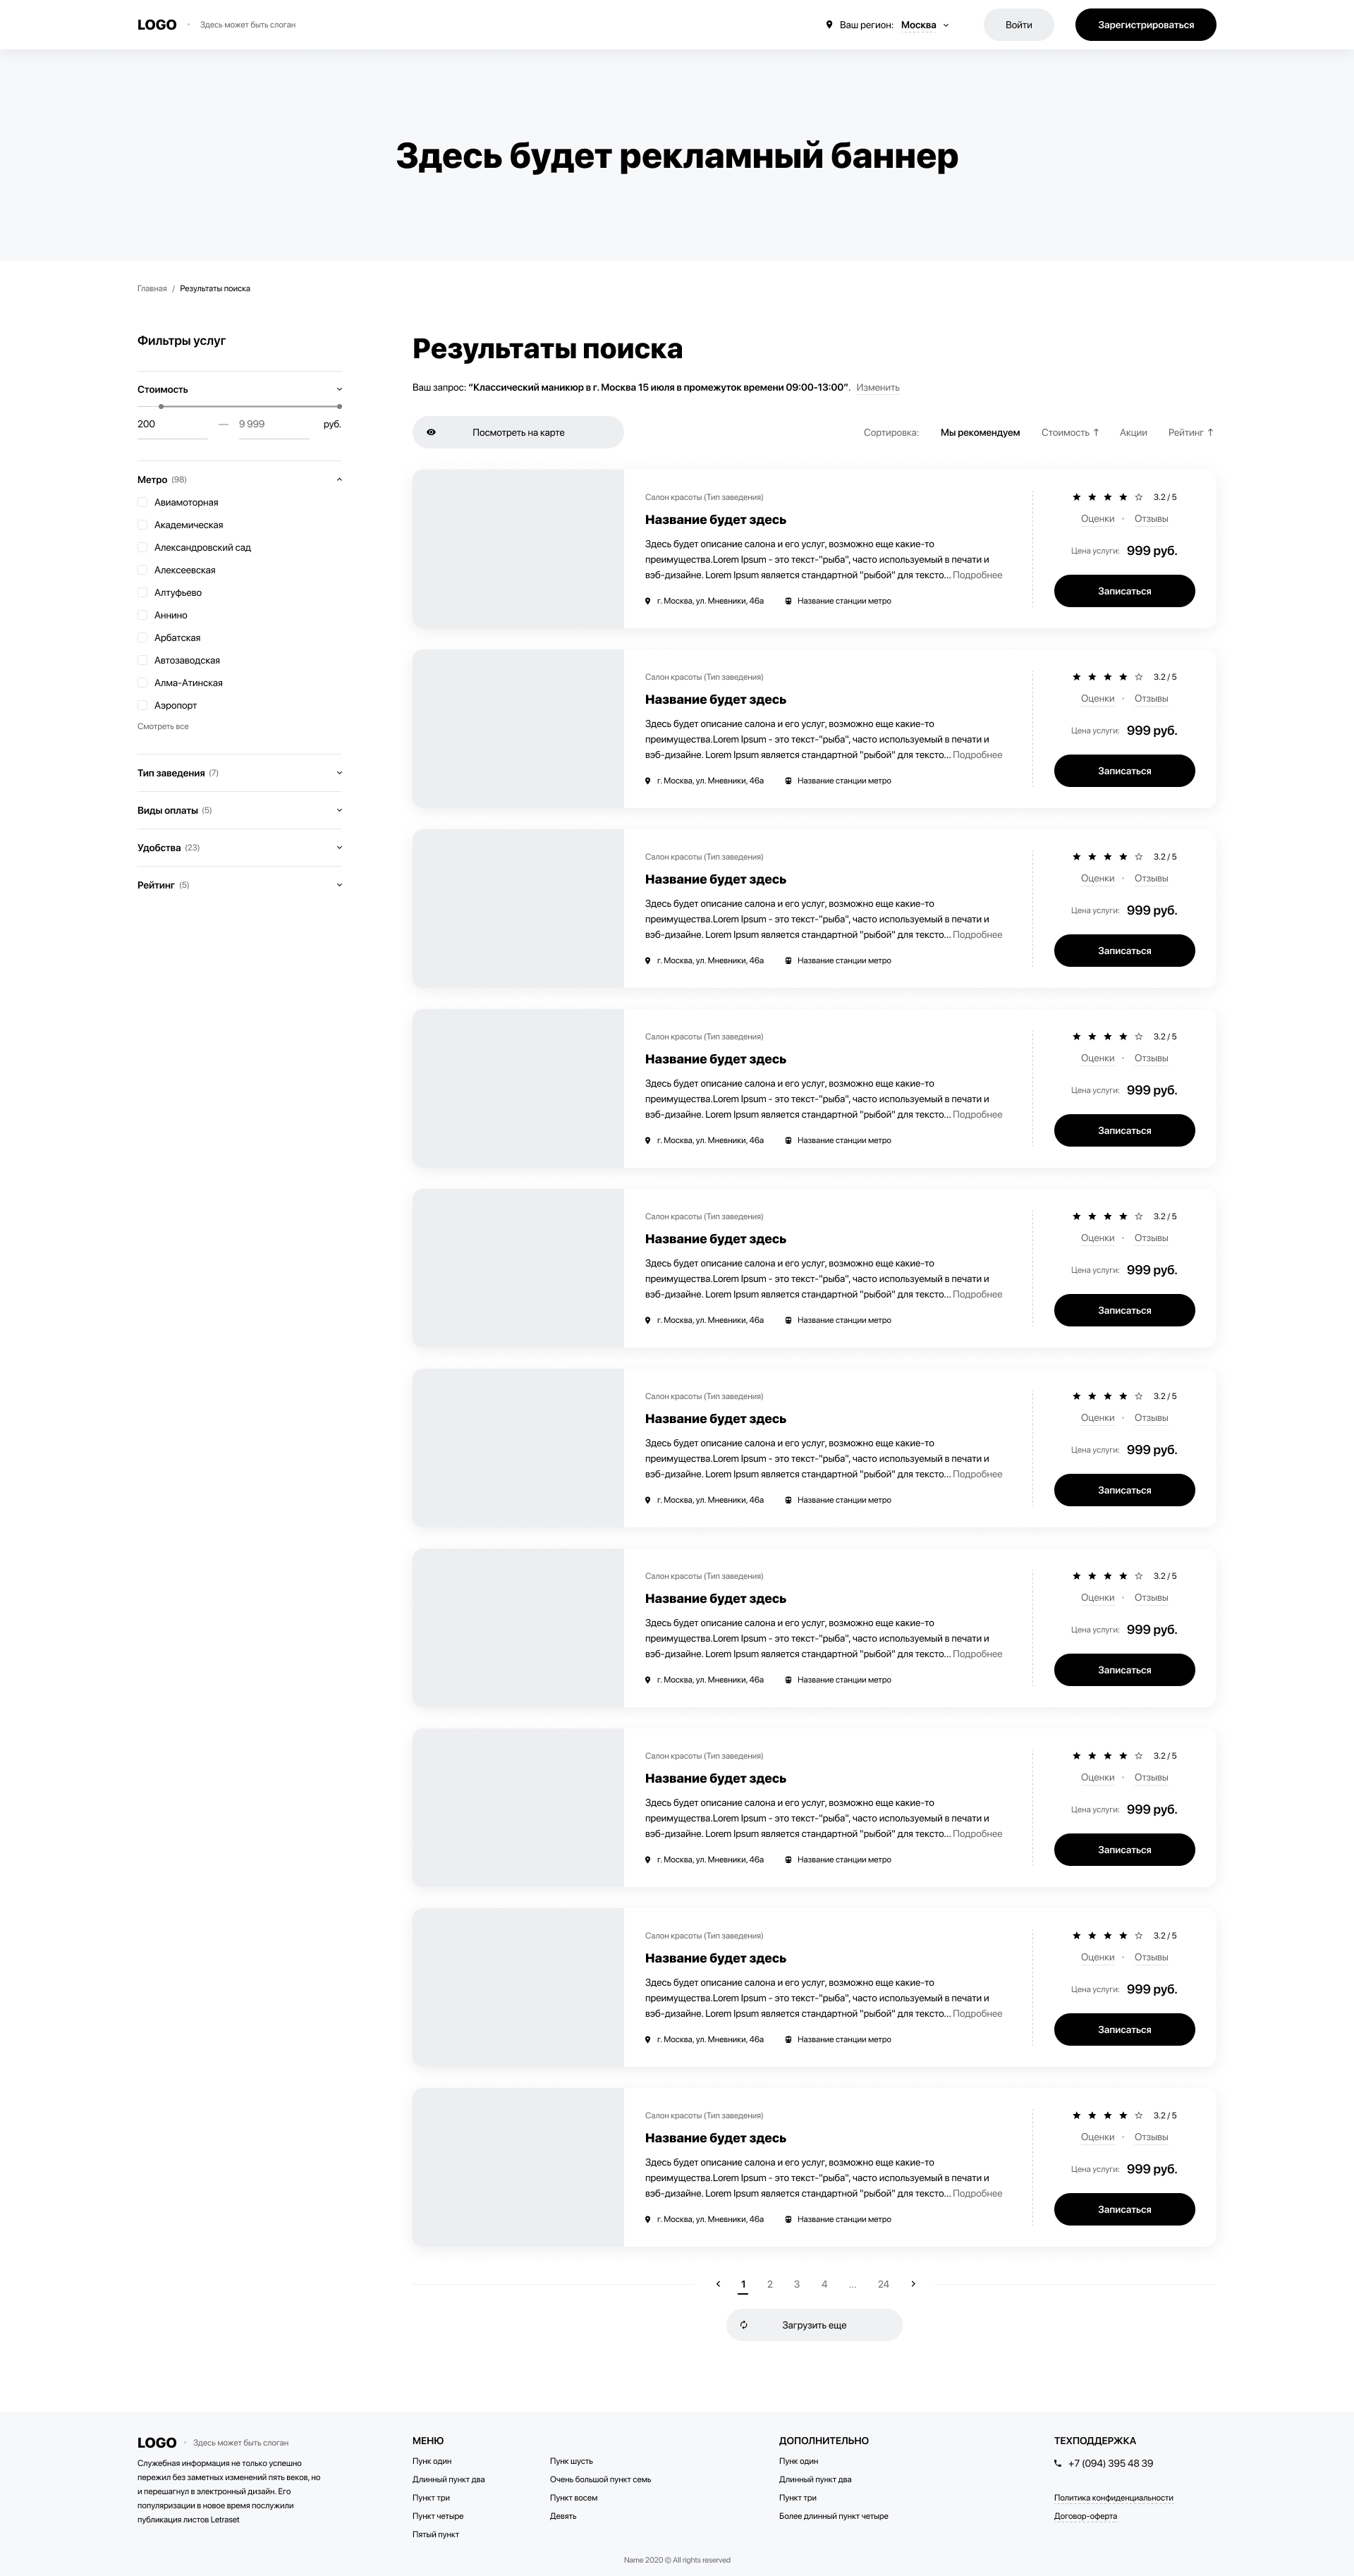 LOGO · Здесь может быть слоган
Ваш регион: Москва
Войти
Зарегистрироваться
Здесь будет рекламный баннер
Главная / Результаты поиска
Фильтры услуг
Стоимость
200 — 9 999 руб.
Метро (98)
Авиамоторная
Академическая
Александровский сад
Алексеевская
Алтуфьево
Аннино
Арбатская
Автозаводская
Алма-Атинская
Аэропорт
Смотреть все
Тип заведения (7)
Виды оплаты (5)
Удобства (23)
Рейтинг (5)
Результаты поиска
Ваш запрос: “Классический маникюр в г. Москва 15 июля в промежуток времени 09:00-13:00”. Изменить
Посмотреть на карте
Сортировка: Мы рекомендуем Стоимость ↑ Акции Рейтинг ↑
Салон красоты (Тип заведения)
Название будет здесь
Здесь будет описание салона и его услуг, возможно еще какие-то
преимущества.Lorem Ipsum - это текст-"рыба", часто используемый в печати и
вэб-дизайне. Lorem Ipsum является стандартной "рыбой" для тексто... Подробнее
г. Москва, ул. Мневники, 46а Название станции метро
3.2 / 5
Оценки · Отзывы
Цена услуги: 999 руб.
Записаться
Салон красоты (Тип заведения)
Название будет здесь
Здесь будет описание салона и его услуг, возможно еще какие-то
преимущества.Lorem Ipsum - это текст-"рыба", часто используемый в печати и
вэб-дизайне. Lorem Ipsum является стандартной "рыбой" для тексто... Подробнее
г. Москва, ул. Мневники, 46а Название станции метро
3.2 / 5
Оценки · Отзывы
Цена услуги: 999 руб.
Записаться
Салон красоты (Тип заведения)
Название будет здесь
Здесь будет описание салона и его услуг, возможно еще какие-то
преимущества.Lorem Ipsum - это текст-"рыба", часто используемый в печати и
вэб-дизайне. Lorem Ipsum является стандартной "рыбой" для тексто... Подробнее
г. Москва, ул. Мневники, 46а Название станции метро
3.2 / 5
Оценки · Отзывы
Цена услуги: 999 руб.
Записаться
Салон красоты (Тип заведения)
Название будет здесь
Здесь будет описание салона и его услуг, возможно еще какие-то
преимущества.Lorem Ipsum - это текст-"рыба", часто используемый в печати и
вэб-дизайне. Lorem Ipsum является стандартной "рыбой" для тексто... Подробнее
г. Москва, ул. Мневники, 46а Название станции метро
3.2 / 5
Оценки · Отзывы
Цена услуги: 999 руб.
Записаться
Салон красоты (Тип заведения)
Название будет здесь
Здесь будет описание салона и его услуг, возможно еще какие-то
преимущества.Lorem Ipsum - это текст-"рыба", часто используемый в печати и
вэб-дизайне. Lorem Ipsum является стандартной "рыбой" для тексто... Подробнее
г. Москва, ул. Мневники, 46а Название станции метро
3.2 / 5
Оценки · Отзывы
Цена услуги: 999 руб.
Записаться
Салон красоты (Тип заведения)
Название будет здесь
Здесь будет описание салона и его услуг, возможно еще какие-то
преимущества.Lorem Ipsum - это текст-"рыба", часто используемый в печати и
вэб-дизайне. Lorem Ipsum является стандартной "рыбой" для тексто... Подробнее
г. Москва, ул. Мневники, 46а Название станции метро
3.2 / 5
Оценки · Отзывы
Цена услуги: 999 руб.
Записаться
Салон красоты (Тип заведения)
Название будет здесь
Здесь будет описание салона и его услуг, возможно еще какие-то
преимущества.Lorem Ipsum - это текст-"рыба", часто используемый в печати и
вэб-дизайне. Lorem Ipsum является стандартной "рыбой" для тексто... Подробнее
г. Москва, ул. Мневники, 46а Название станции метро
3.2 / 5
Оценки · Отзывы
Цена услуги: 999 руб.
Записаться
Салон красоты (Тип заведения)
Название будет здесь
Здесь будет описание салона и его услуг, возможно еще какие-то
преимущества.Lorem Ipsum - это текст-"рыба", часто используемый в печати и
вэб-дизайне. Lorem Ipsum является стандартной "рыбой" для тексто... Подробнее
г. Москва, ул. Мневники, 46а Название станции метро
3.2 / 5
Оценки · Отзывы
Цена услуги: 999 руб.
Записаться
Салон красоты (Тип заведения)
Название будет здесь
Здесь будет описание салона и его услуг, возможно еще какие-то
преимущества.Lorem Ipsum - это текст-"рыба", часто используемый в печати и
вэб-дизайне. Lorem Ipsum является стандартной "рыбой" для тексто... Подробнее
г. Москва, ул. Мневники, 46а Название станции метро
3.2 / 5
Оценки · Отзывы
Цена услуги: 999 руб.
Записаться
Салон красоты (Тип заведения)
Название будет здесь
Здесь будет описание салона и его услуг, возможно еще какие-то
преимущества.Lorem Ipsum - это текст-"рыба", часто используемый в печати и
вэб-дизайне. Lorem Ipsum является стандартной "рыбой" для тексто... Подробнее
г. Москва, ул. Мневники, 46а Название станции метро
3.2 / 5
Оценки · Отзывы
Цена услуги: 999 руб.
Записаться
1 2 3 4 ... 24
Загрузить еще
LOGO · Здесь может быть слоган
Служебная информация не только успешно
пережил без заметных изменений пять веков, но
и перешагнул в электронный дизайн. Его
популяризации в новое время послужили
публикация листов Letraset
МЕНЮ
Пунк один
Длинный пункт два
Пункт три
Пункт четыре
Пятый пункт
Пунк шусть
Очень большой пункт семь
Пункт восем
Девять
ДОПОЛНИТЕЛЬНО
Пунк один
Длинный пункт два
Пункт три
Более длинный пункт четыре
ТЕХПОДДЕРЖКА
+7 (094) 395 48 39
Политика конфиденциальности
Договор-оферта
Name 2020 © All rights reserved